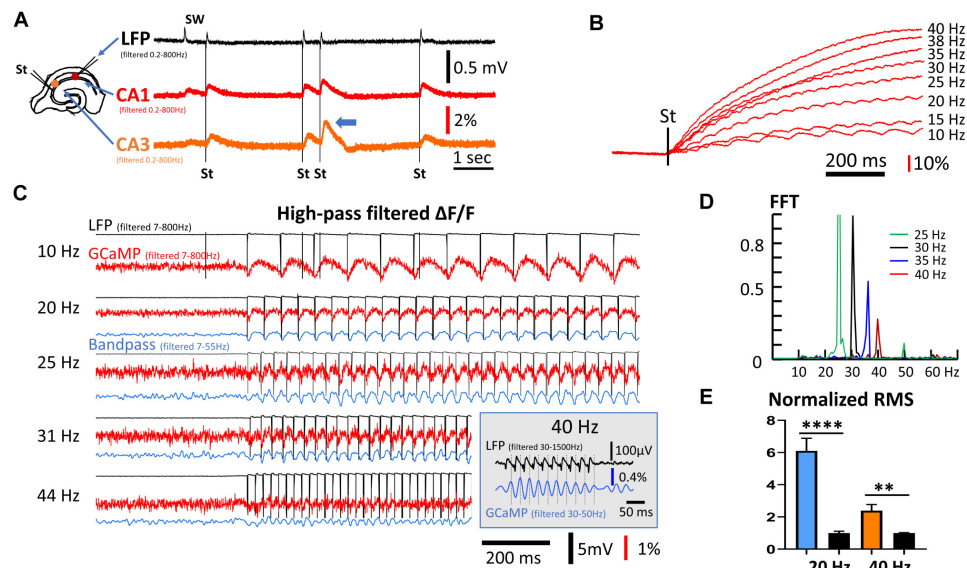 A
SW
LFP
(filtered 0.2-800Hz)
St
CA1
(filtered 0.2-800Hz)
CA3
(filtered 0.2-800Hz)
0.5 mV
2%
1 sec
St
St
St
St
B
40 Hz
38 Hz
35 Hz
30 Hz
25 Hz
20 Hz
15 Hz
10 Hz
St
200 ms
10%
C
High-pass filtered ΔF/F
LFP (filtered 7-800Hz)
10 Hz
GCaMP (filtered 7-800Hz)
20 Hz
Bandpass (filtered 7-55Hz)
25 Hz
31 Hz
44 Hz
40 Hz
LFP (filtered 30-1500Hz)
100µV
0.4%
50 ms
GCaMP (filtered 30-50Hz)
200 ms
5mV
1%
D
FFT
0.8
0.5
0
10 20 30 40 50 60 Hz
25 Hz
30 Hz
35 Hz
40 Hz
E
Normalized RMS
8
6
4
2
0
****
**
20 Hz 40 Hz